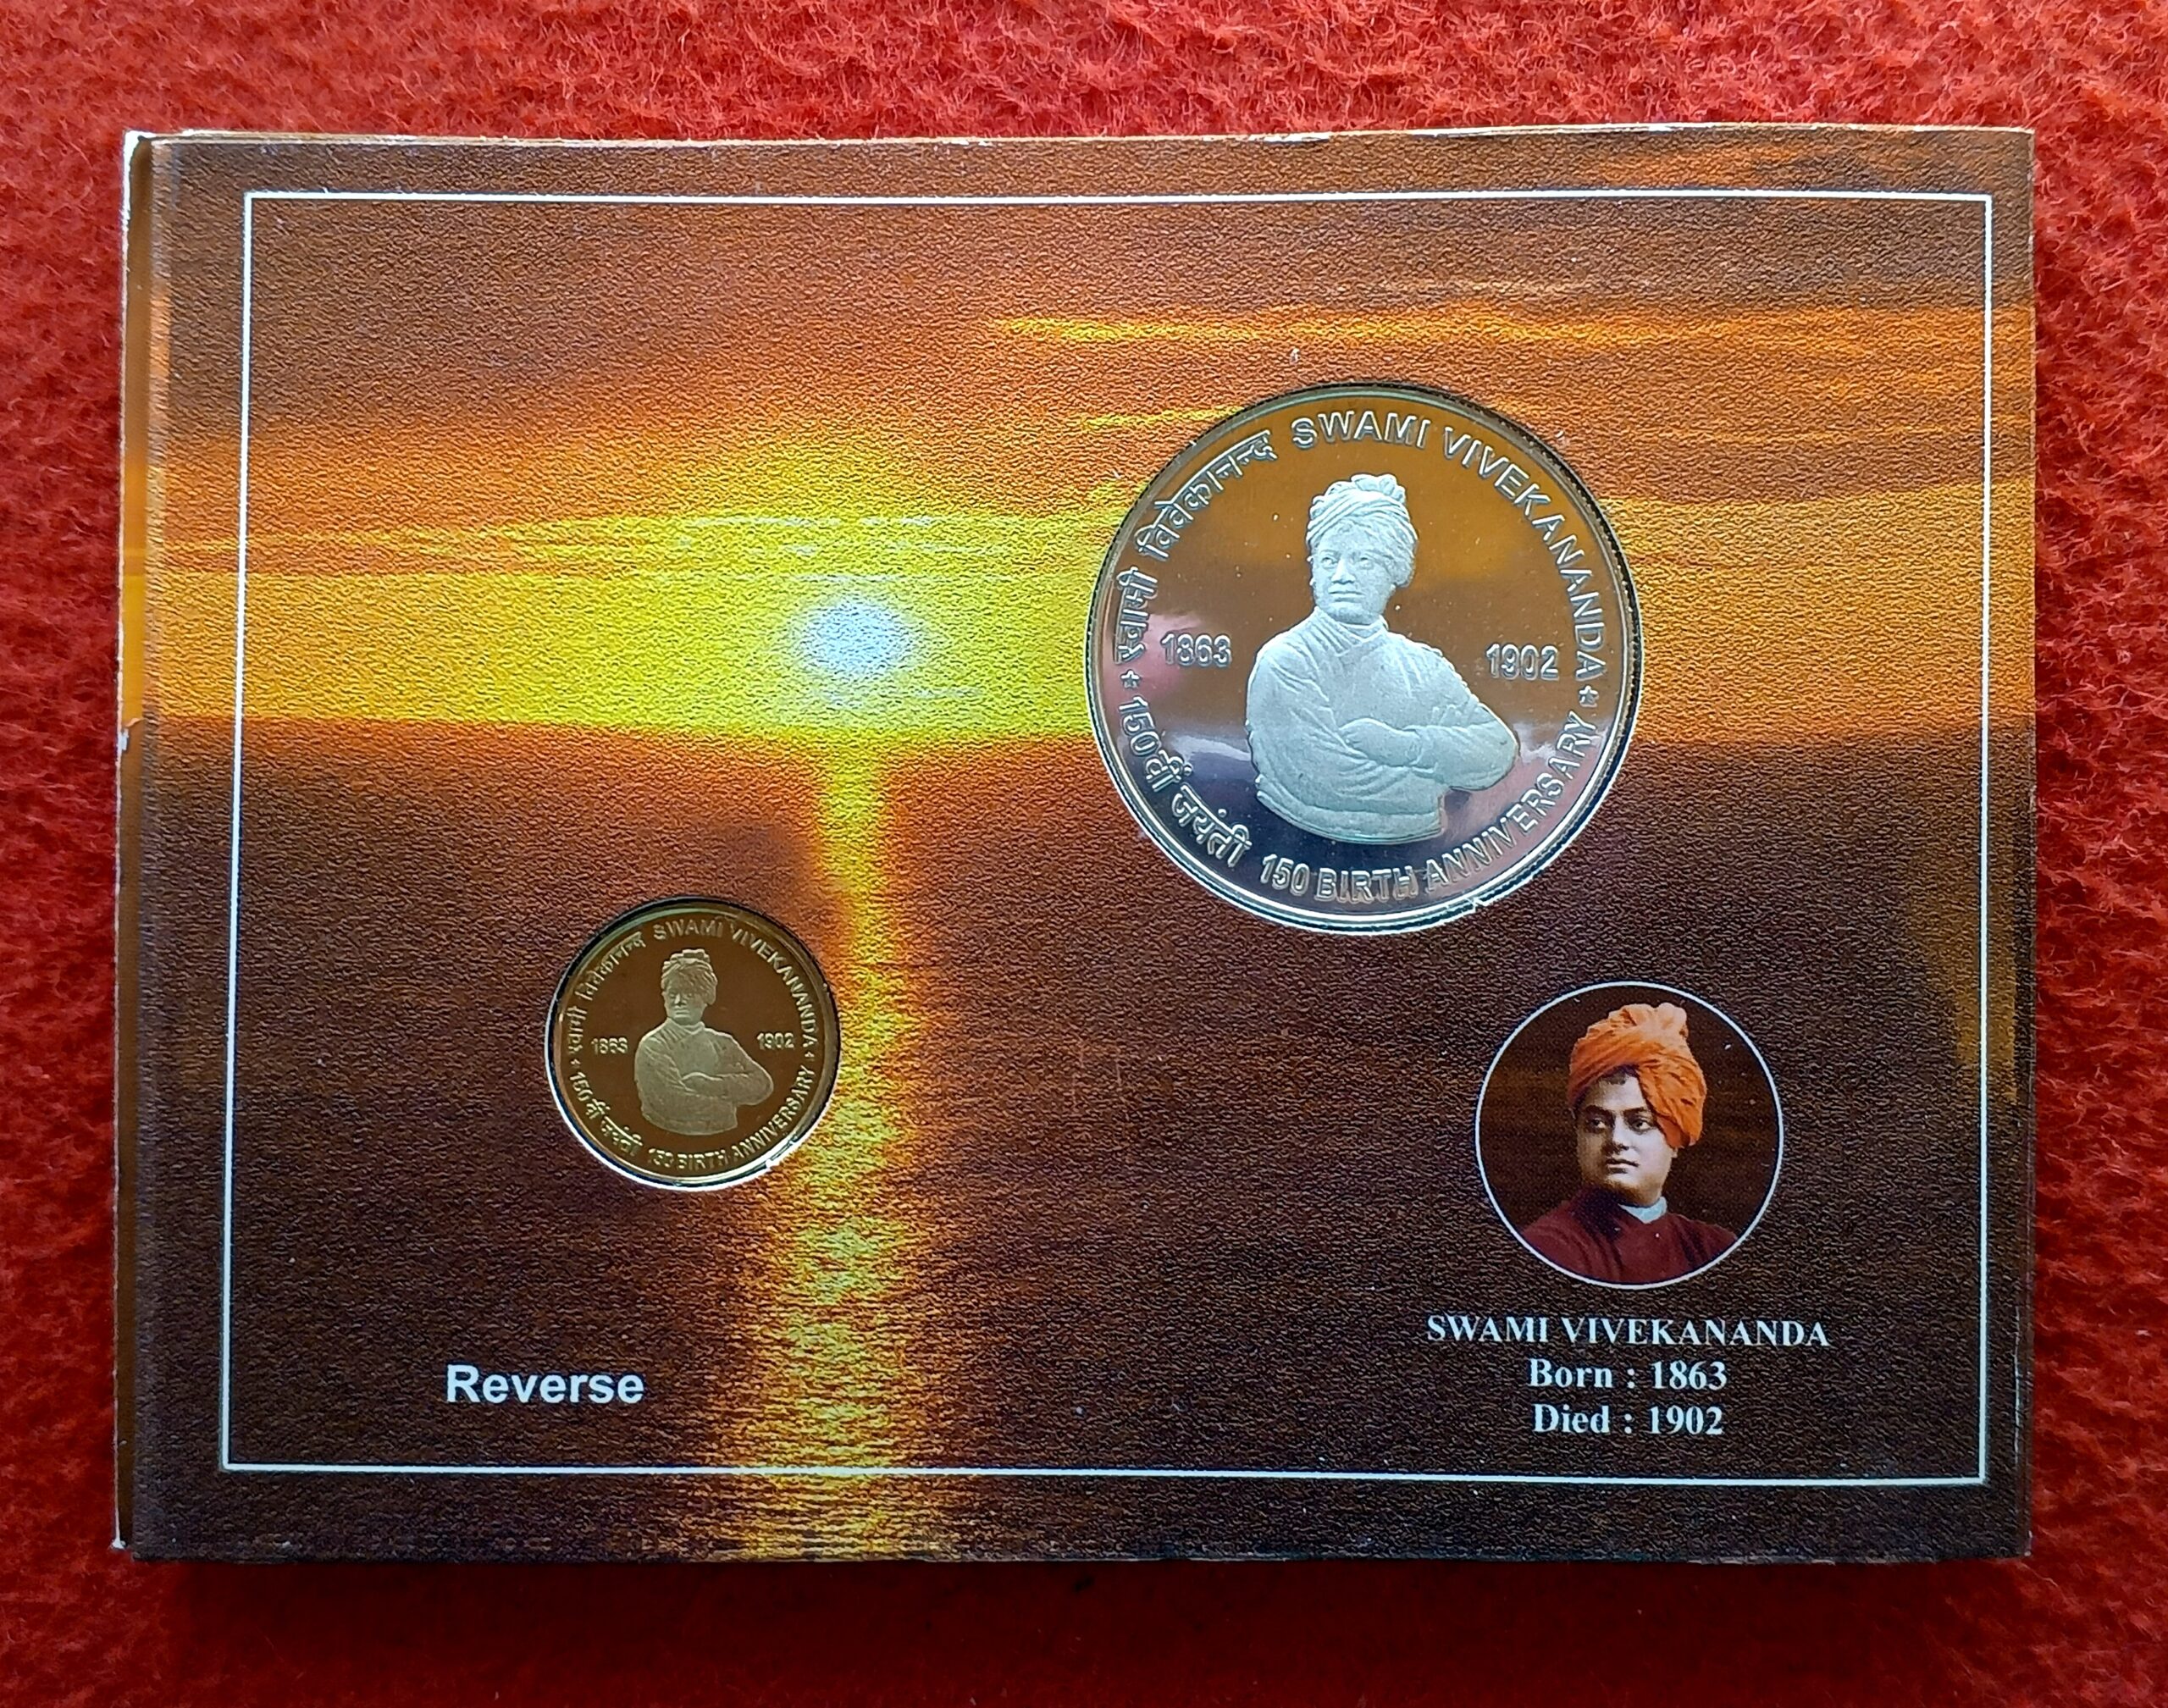 स्वामी विवेकानन्द SWAMI VIVEKANANDA
1863 1902
150वीं जयंती 150 BIRTH ANNIVERSARY
स्वामी विवेकानन्द SWAMI VIVEKANANDA
1863 1902
150वीं जयंती 150 BIRTH ANNIVERSARY
SWAMI VIVEKANANDA
Born : 1863
Died : 1902
Reverse